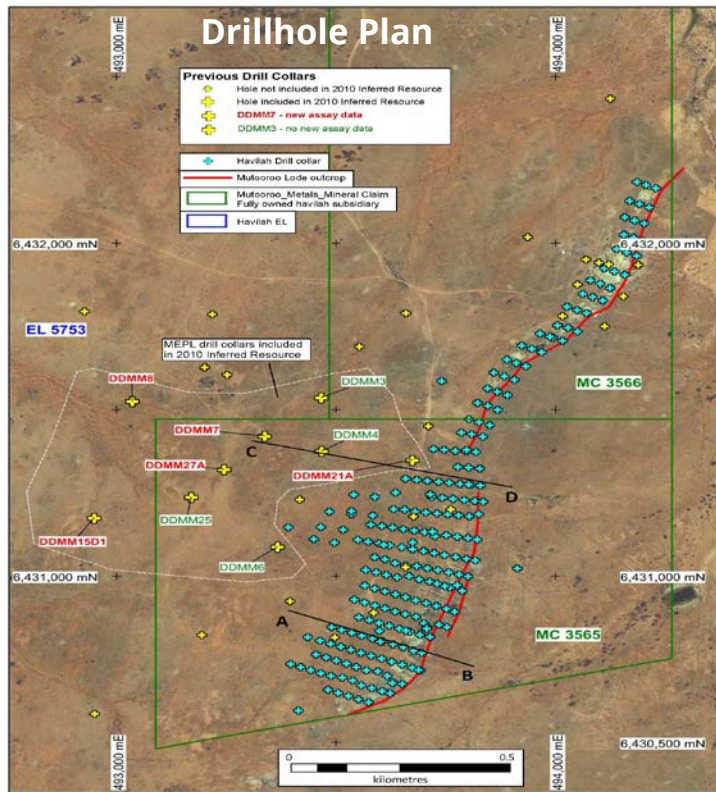 Drillhole Plan
493,000 mE
494,000 mE
Previous Drill Collars
Hole not included in 2010 Inferred Resource
Hole included in 2010 Inferred Resource
DDMM7 - new assay data
DDMM3 - no new assay data
Havilah Drill collar
Mutooroo Lode outcrop
Mutooroo_Metals_Mineral Claim
Fully owned havilah subsidiary
Havilah EL
6,432,000 mN
6,432,000 mN
EL 5753
MEPL drill collars included
in 2010 Inferred Resource
DDMM8
DDMM3
MC 3566
DDMM7
C
DDMM4
DDMM27A
DDMM21A
D
DDMM25
DDMM15D1
DDMM6
6,431,000 mN
6,431,000 mN
A
MC 3565
B
493,000 mE
494,000 mE
6,430,500 mN
0
0.5
kilometres